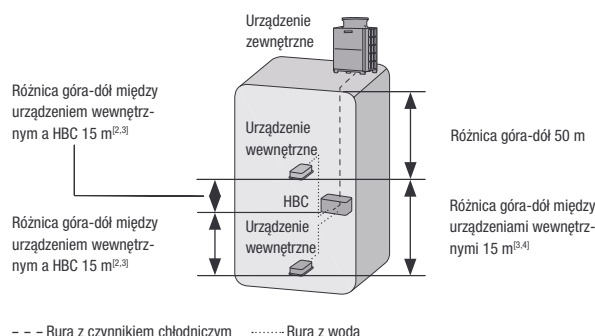 Urządzenie
zewnętrzne
Różnica góra-dół między
urządzeniem wewnętrz-
nym a HBC 15 m[2,3]
Urządzenie
wewnętrzne
Różnica góra-dół 50 m
HBC
Różnica góra-dół między
urządzeniem wewnętrz-
nym a HBC 15 m[2,3]
Urządzenie
wewnętrzne
Różnica góra-dół między
urządzeniami wewnętrz-
nymi 15 m[3,4]
Rura z czynnikiem chłodniczym
Rura z wodą